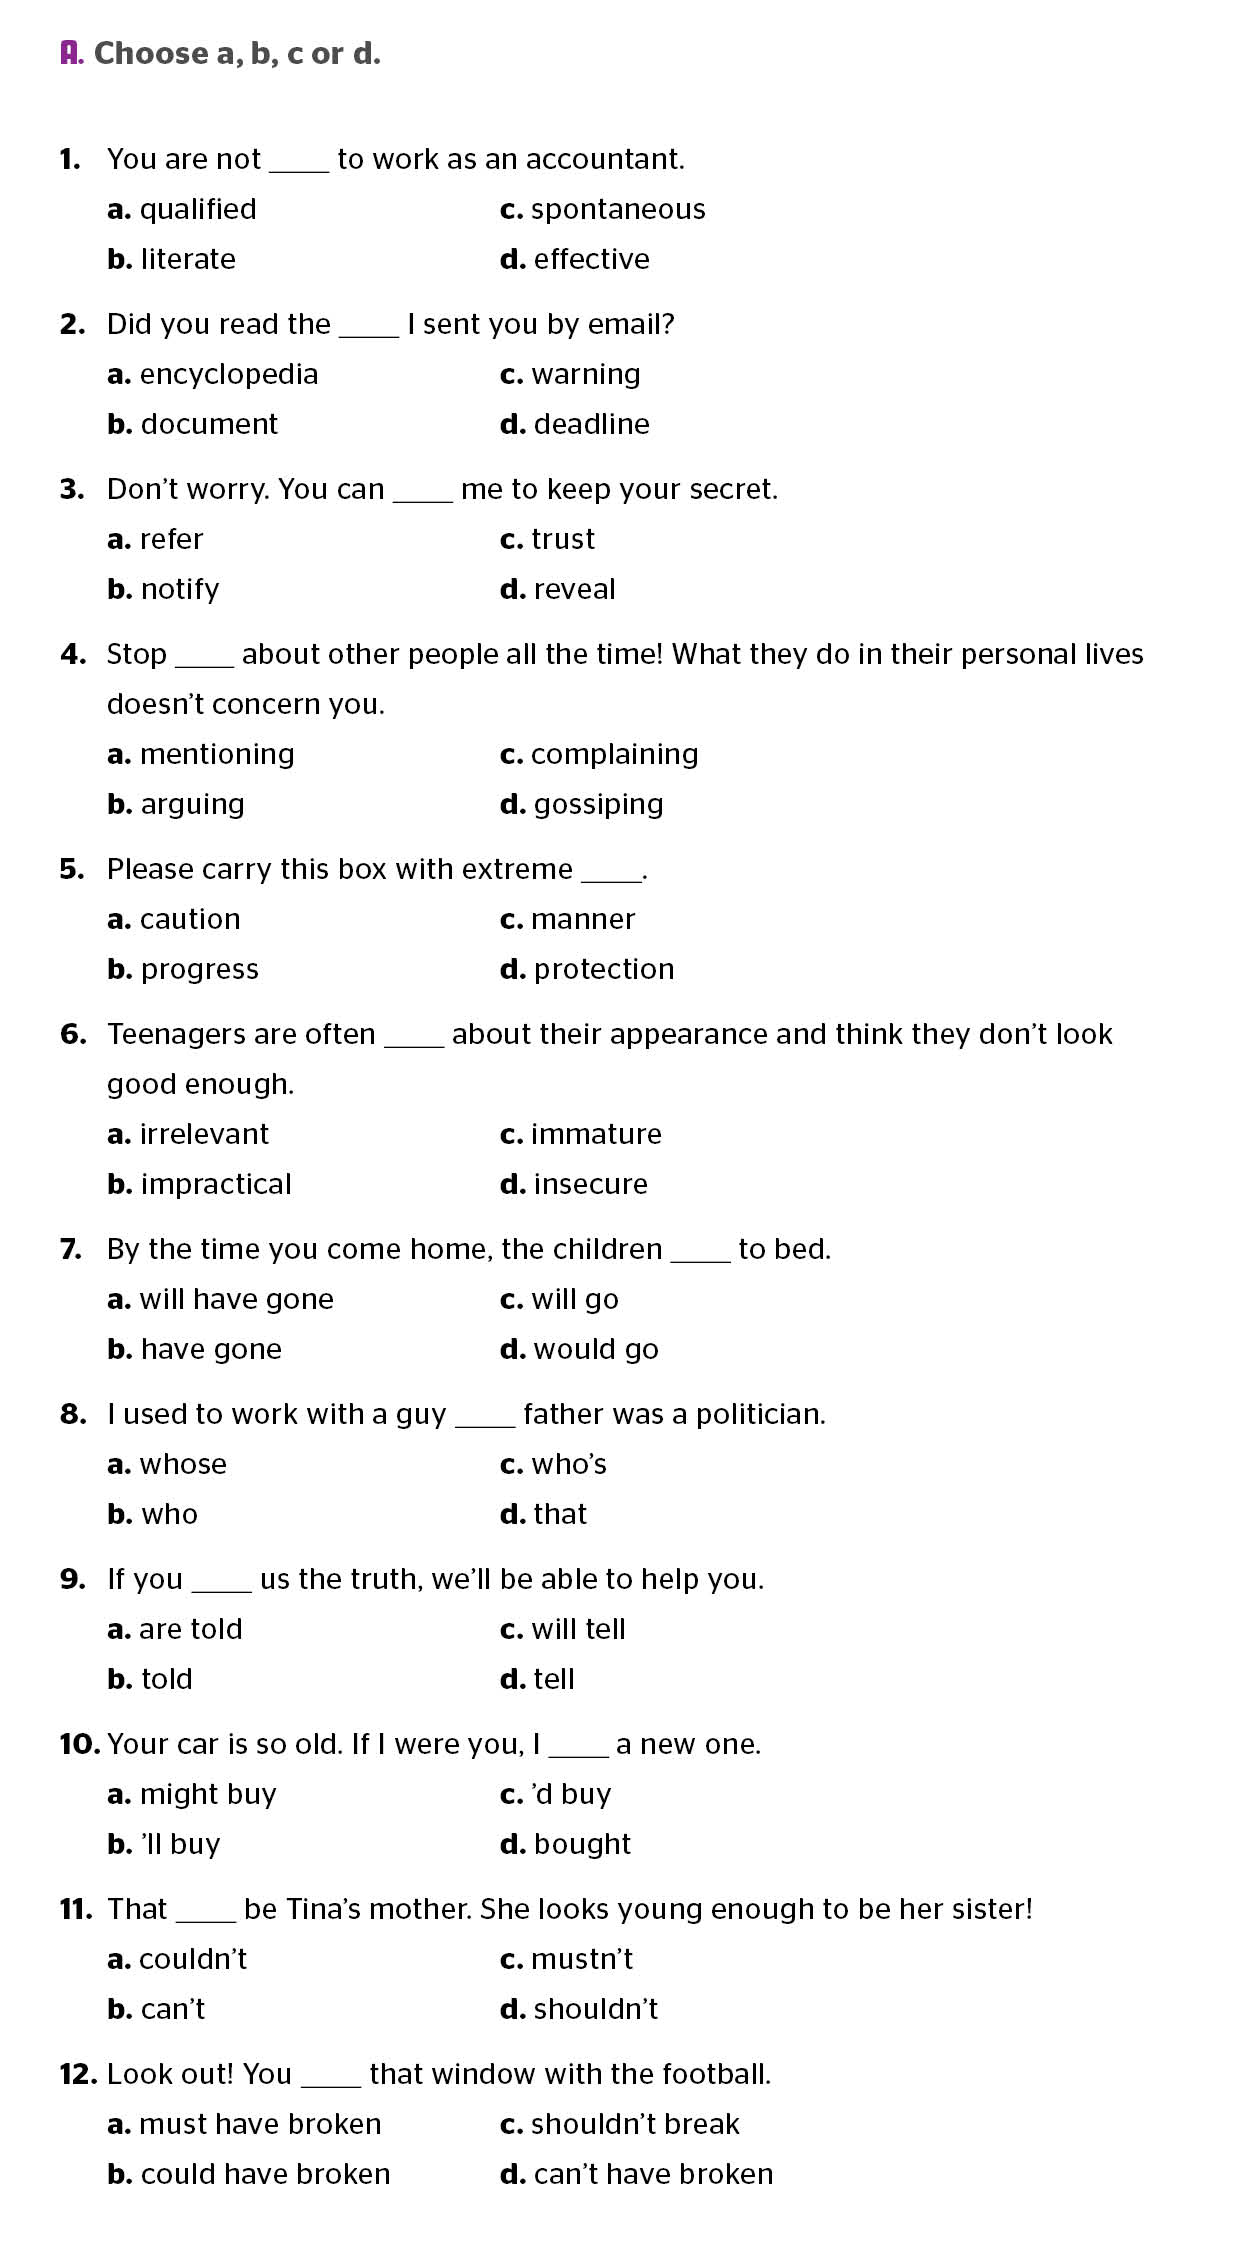 A. Choose a, b, c or d.
1. You are not ____ to work as an accountant.
a. qualified c. spontaneous
b. literate d. effective
2. Did you read the ____ I sent you by email?
a. encyclopedia c. warning
b. document d. deadline
3. Don't worry. You can ____ me to keep your secret.
a. refer c. trust
b. notify d. reveal
4. Stop ____ about other people all the time! What they do in their personal lives
doesn't concern you.
a. mentioning c. complaining
b. arguing d. gossiping
5. Please carry this box with extreme ____.
a. caution c. manner
b. progress d. protection
6. Teenagers are often ____ about their appearance and think they don't look
good enough.
a. irrelevant c. immature
b. impractical d. insecure
7. By the time you come home, the children ____ to bed.
a. will have gone c. will go
b. have gone d. would go
8. I used to work with a guy ____ father was a politician.
a. whose c. who's
b. who d. that
9. If you ____ us the truth, we'll be able to help you.
a. are told c. will tell
b. told d. tell
10. Your car is so old. If I were you, I ____ a new one.
a. might buy c. 'd buy
b. 'll buy d. bought
11. That ____ be Tina's mother. She looks young enough to be her sister!
a. couldn't c. mustn't
b. can't d. shouldn't
12. Look out! You ____ that window with the football.
a. must have broken c. shouldn't break
b. could have broken d. can't have broken